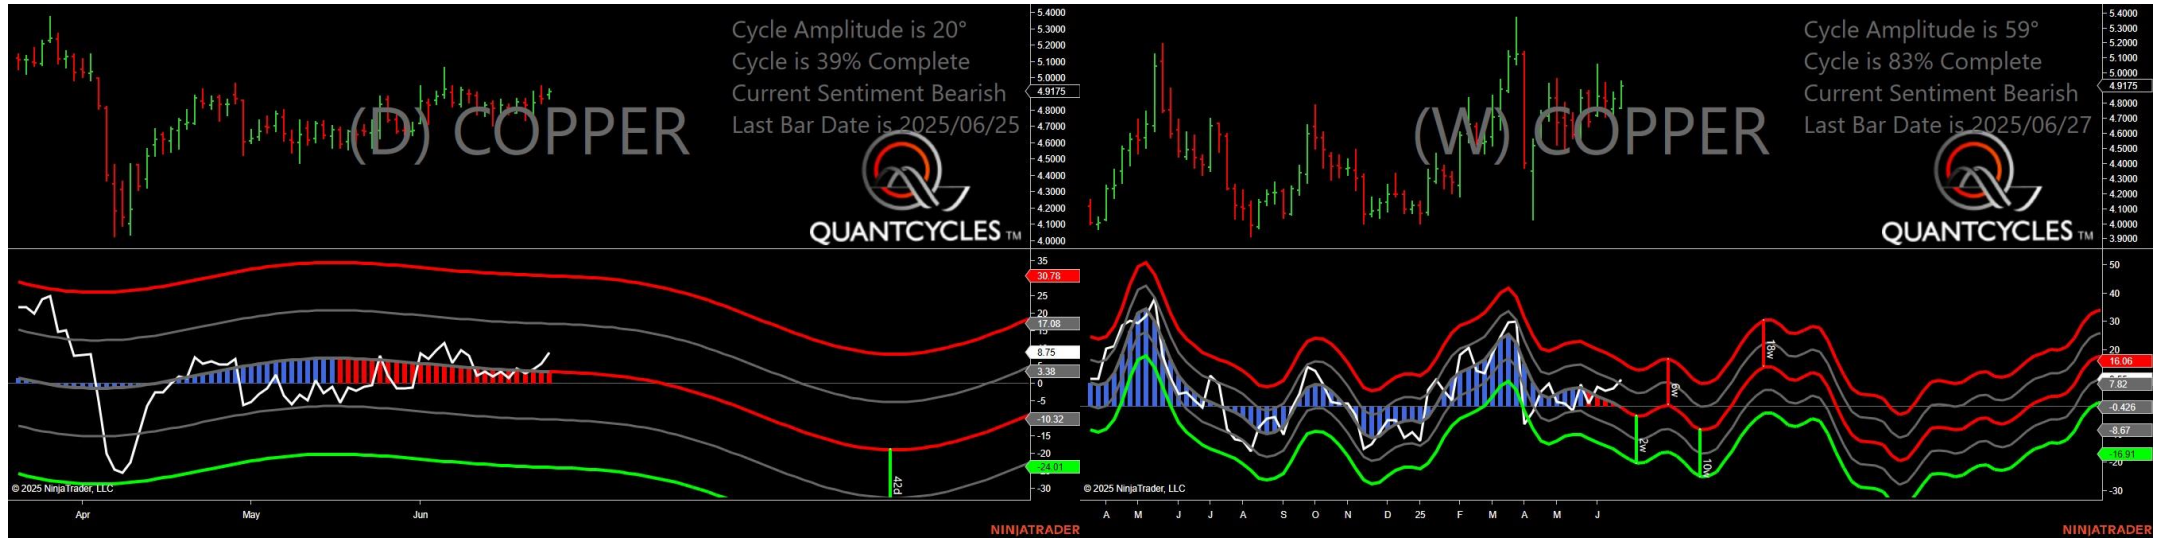 Cycle Amplitude is 20°
Cycle is 39% Complete
Current Sentiment Bearish
Last Bar Date is 2025/06/25
(D) COPPER
QUANTCYCLES TM
5.4000
5.3000
5.2000
5.1000
5.0000
4.9175
4.8000
4.7000
4.6000
4.5000
4.4000
4.3000
4.2000
4.1000
4.0000
35
30.78
25
20
17.08
15
8.75
3.38
0
-5
-10.32
-15
-20
-24.01
-30
42d
© 2025 NinjaTrader, LLC
Apr May Jun
NINJATRADER
Cycle Amplitude is 59°
Cycle is 83% Complete
Current Sentiment Bearish
Last Bar Date is 2025/06/27
(W) COPPER
QUANTCYCLES TM
5.4000
5.3000
5.2000
5.1000
5.0000
4.9175
4.8000
4.7000
4.6000
4.5000
4.4000
4.3000
4.2000
4.1000
4.0000
3.9000
50
40
30
20
16.06
7.82
-0.426
-8.67
-16.91
-20
-30
2w
6w
10w
18w
© 2025 NinjaTrader, LLC
A M J J A S O N D 25 F M A M J
NINJATRADER